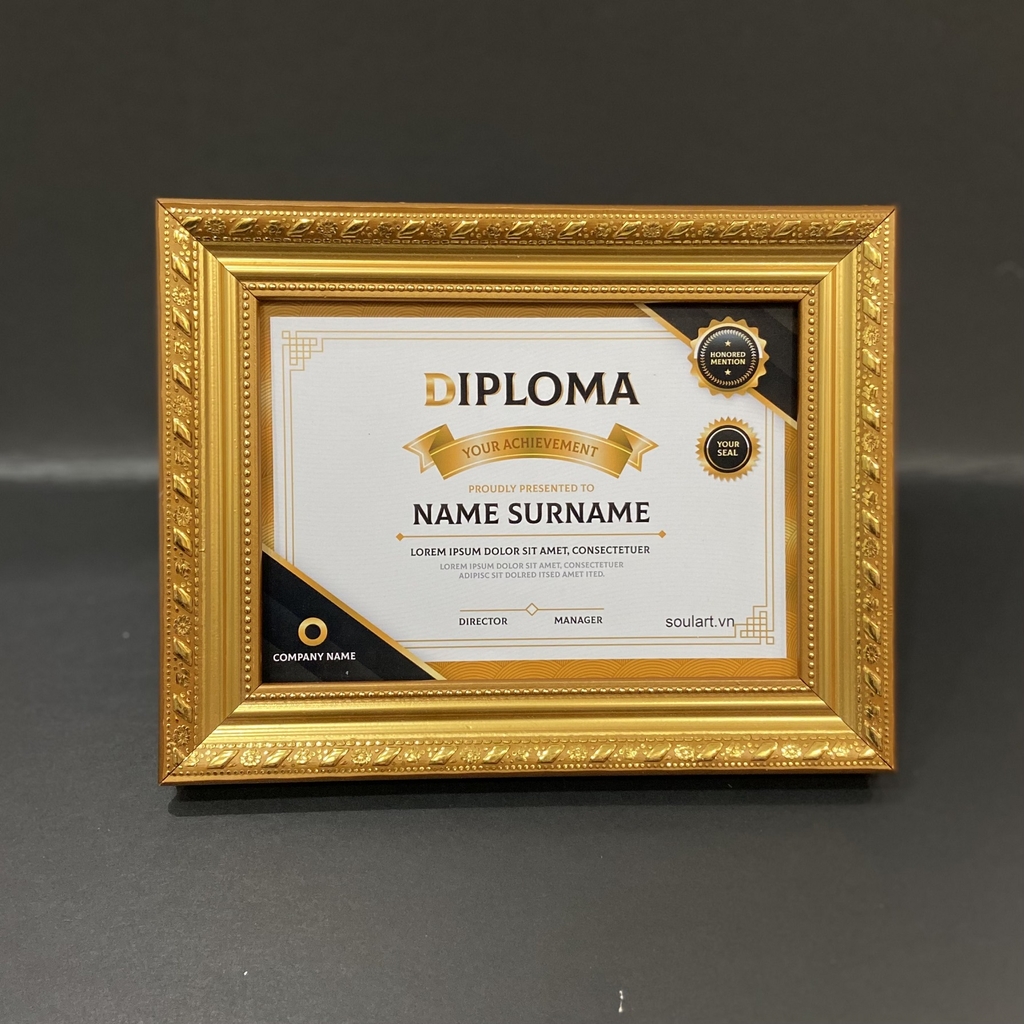 HONORED
MENTION
DIPLOMA
YOUR ACHIEVEMENT
YOUR
SEAL
PROUDLY PRESENTED TO
NAME SURNAME
LOREM IPSUM DOLOR SIT AMET, CONSECTETUER
LOREM IPSUM DOLOR SIT AMET, CONSECTETUER
ADIPISC SIT DOLRED ITSED AMET ITED.
DIRECTOR MANAGER
soulart.vn
COMPANY NAME